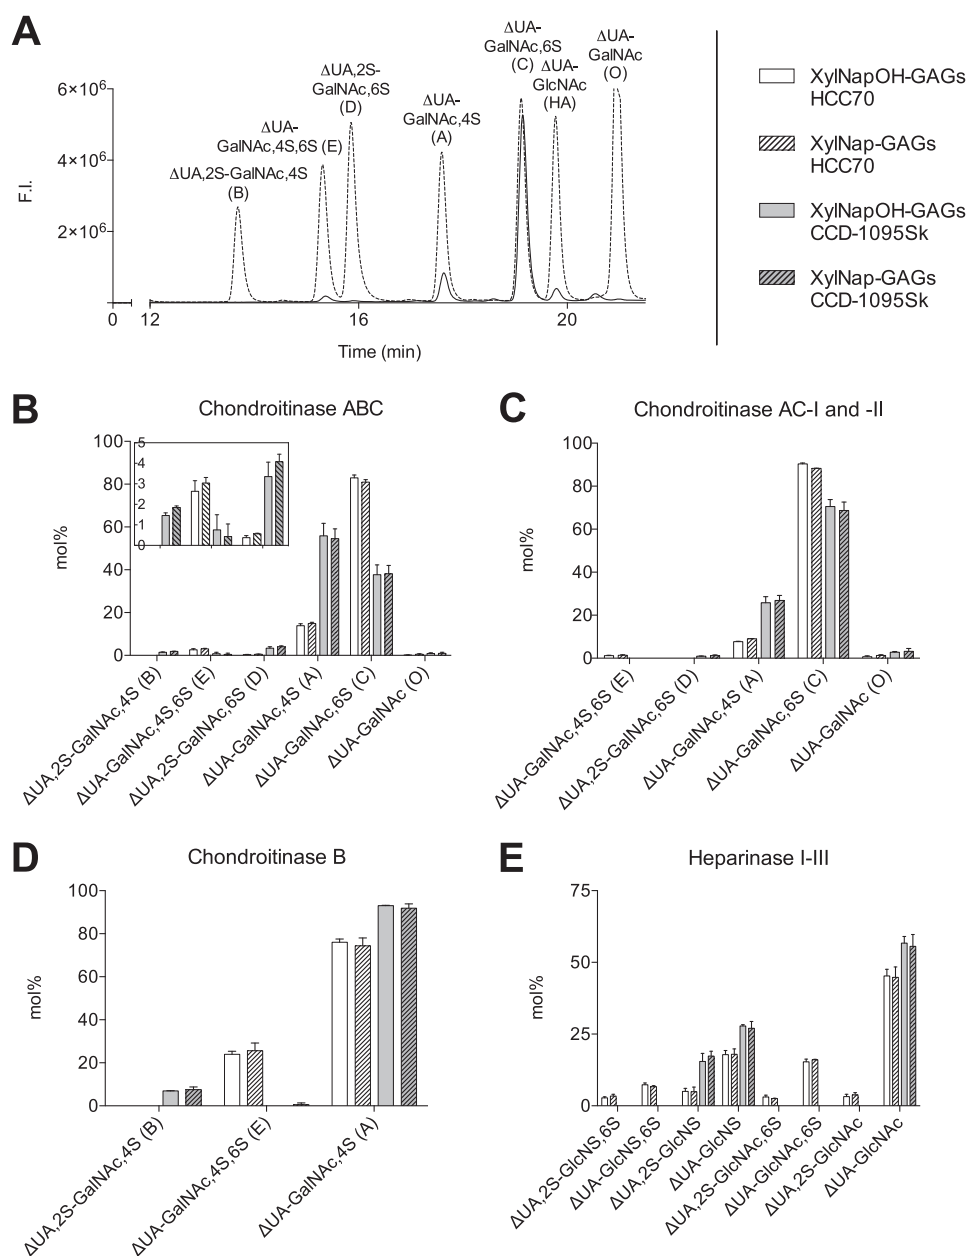 A
F.I.
6×10⁶
4×10⁶
2×10⁶
0
12
16
20
Time (min)
ΔUA,2S-GalNAc,4S
(B)
ΔUA-
GalNAc,4S,6S (E)
ΔUA,2S-
GalNAc,6S
(D)
ΔUA-
GalNAc,4S
(A)
ΔUA-
GalNAc,6S
(C)
ΔUA-
GlcNAc
(HA)
ΔUA-
GalNAc
(O)
XylNapOH-GAGs
HCC70
XylNap-GAGs
HCC70
XylNapOH-GAGs
CCD-1095Sk
XylNap-GAGs
CCD-1095Sk
B
Chondroitinase ABC
mol%
100
80
60
40
20
0
5
4
3
2
1
0
ΔUA,2S-GalNAc,4S (B)
ΔUA-GalNAc,4S,6S (E)
ΔUA,2S-GalNAc,6S (D)
ΔUA-GalNAc,4S (A)
ΔUA-GalNAc,6S (C)
ΔUA-GalNAc (O)
C
Chondroitinase AC-I and -II
mol%
100
80
60
40
20
0
ΔUA-GalNAc,4S,6S (E)
ΔUA,2S-GalNAc,6S (D)
ΔUA-GalNAc,4S (A)
ΔUA-GalNAc,6S (C)
ΔUA-GalNAc (O)
D
Chondroitinase B
mol%
100
80
60
40
20
0
ΔUA,2S-GalNAc,4S (B)
ΔUA-GalNAc,4S,6S (E)
ΔUA-GalNAc,4S (A)
E
Heparinase I-III
mol%
75
50
25
0
ΔUA,2S-GlcNS,6S
ΔUA-GlcNS,6S
ΔUA,2S-GlcNS
ΔUA-GlcNS
ΔUA,2S-GlcNAc,6S
ΔUA-GlcNAc,6S
ΔUA,2S-GlcNAc
ΔUA-GlcNAc